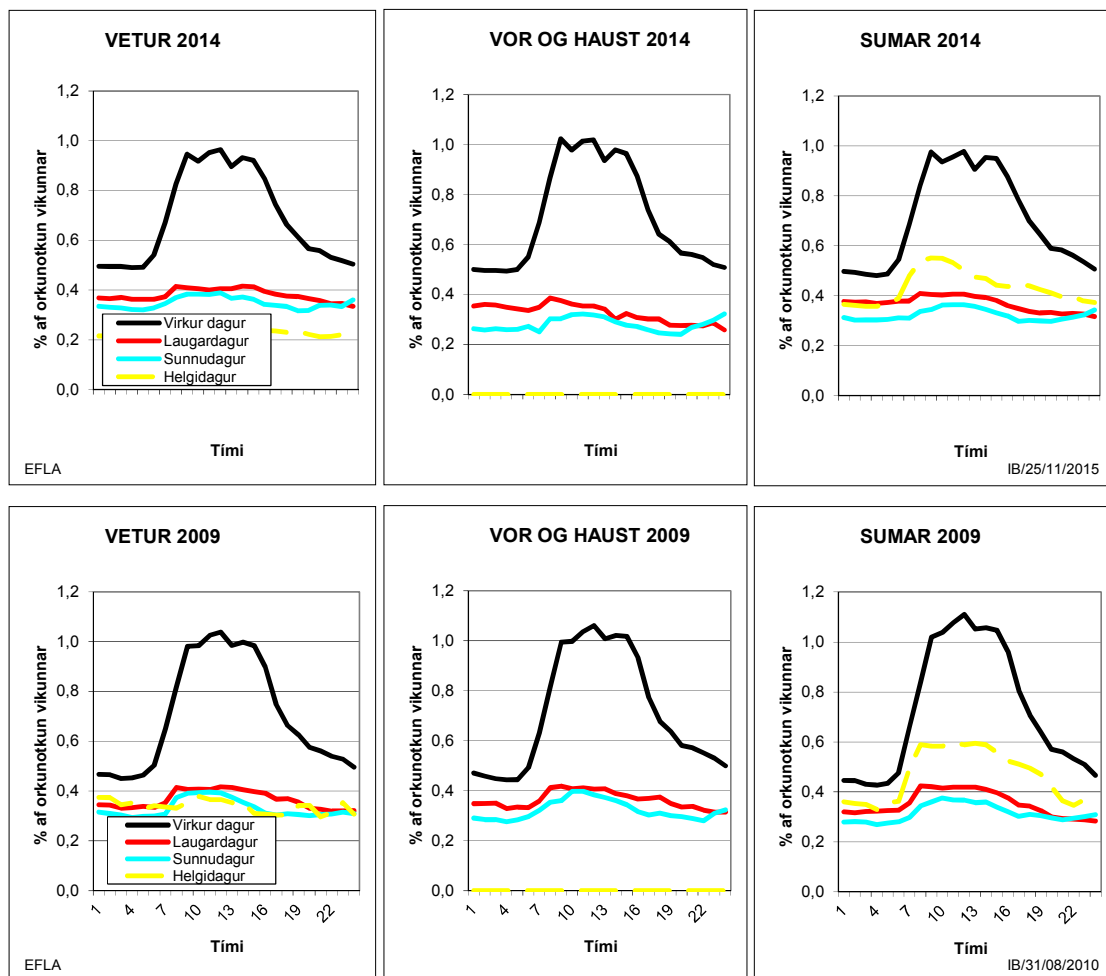 VETUR 2014
% af orkunotkun vikunnar
1,2
1,0
0,8
0,6
0,4
0,2
0,0
Virkur dagur
Laugardagur
Sunnudagur
Helgidagur
Tími
EFLA
VOR OG HAUST 2014
% af orkunotkun vikunnar
1,2
1,0
0,8
0,6
0,4
0,2
0,0
Tími
SUMAR 2014
% af orkunotkun vikunnar
1,2
1,0
0,8
0,6
0,4
0,2
0,0
Tími
IB/25/11/2015
VETUR 2009
% af orkunotkun vikunnar
1,2
1,0
0,8
0,6
0,4
0,2
0,0
Virkur dagur
Laugardagur
Sunnudagur
Helgidagur
1 4 7 10 13 16 19 22
Tími
EFLA
VOR OG HAUST 2009
% af orkunotkun vikunnar
1,2
1,0
0,8
0,6
0,4
0,2
0,0
1 4 7 10 13 16 19 22
Tími
SUMAR 2009
% af orkunotkun vikunnar
1,2
1,0
0,8
0,6
0,4
0,2
0,0
1 4 7 10 13 16 19 22
Tími
IB/31/08/2010